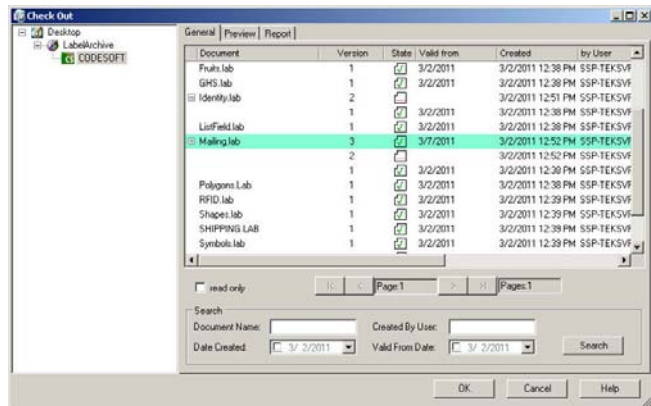 Check Out
Desktop
LabelArchive
CODESOFT
General Preview Report
Document Version State Valid from Created by User
Fruits.lab 1 3/2/2011 3/2/2011 12:38 PM SSP-TEKSVF
GHS.lab 1 3/2/2011 3/2/2011 12:38 PM SSP-TEKSVF
Identity.lab 2 3/2/2011 12:51 PM SSP-TEKSVF
1 3/2/2011 3/2/2011 12:38 PM SSP-TEKSVF
ListField.lab 1 3/2/2011 3/2/2011 12:38 PM SSP-TEKSVF
Mailing.lab 3 3/7/2011 3/2/2011 12:52 PM SSP-TEKSVF
2 3/2/2011 12:52 PM SSP-TEKSVF
1 3/2/2011 3/2/2011 12:38 PM SSP-TEKSVF
Polygons.Lab 1 3/2/2011 3/2/2011 12:38 PM SSP-TEKSVF
RFID.lab 1 3/2/2011 3/2/2011 12:39 PM SSP-TEKSVF
Shapes.lab 1 3/2/2011 3/2/2011 12:39 PM SSP-TEKSVF
SHIPPING.LAB 1 3/2/2011 3/2/2011 12:39 PM SSP-TEKSVF
Symbols.lab 1 3/2/2011 3/2/2011 12:39 PM SSP-TEKSVF
read only Page:1 Pages:1
Search
Document Name: Created By User:
Date Created: 3/ 2/2011 Valid From Date: 3/ 2/2011 Search
OK Cancel Help